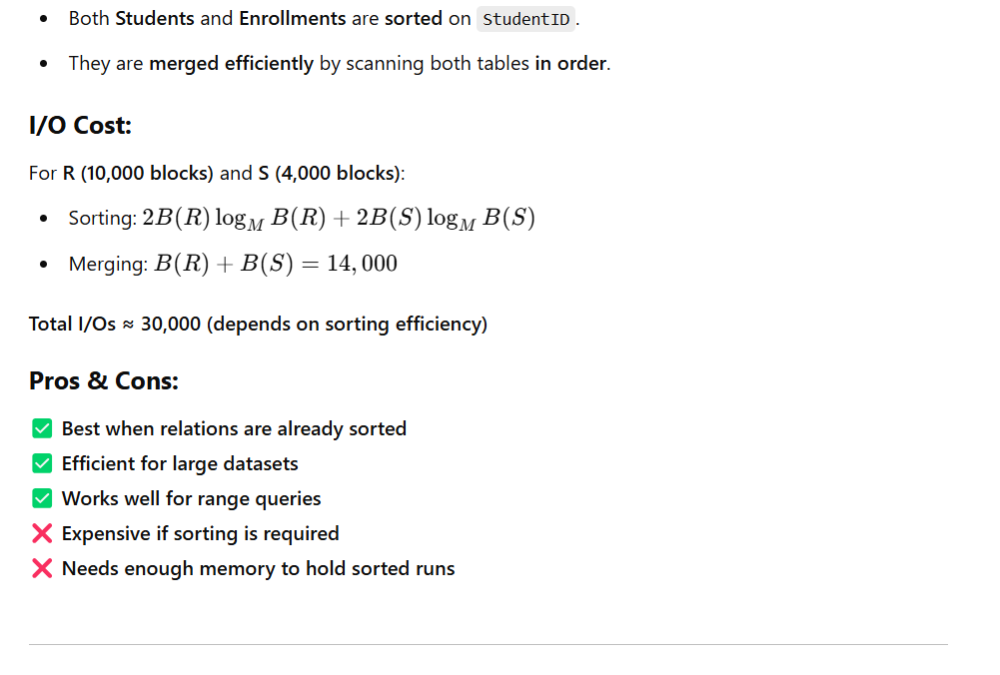 • Both Students and Enrollments are sorted on StudentID.
• They are merged efficiently by scanning both tables in order.
I/O Cost:
For R (10,000 blocks) and S (4,000 blocks):
• Sorting: 2B(R) log_M B(R) + 2B(S) log_M B(S)
• Merging: B(R) + B(S) = 14,000
Total I/Os ≈ 30,000 (depends on sorting efficiency)
Pros & Cons:
✅ Best when relations are already sorted
✅ Efficient for large datasets
✅ Works well for range queries
❌ Expensive if sorting is required
❌ Needs enough memory to hold sorted runs